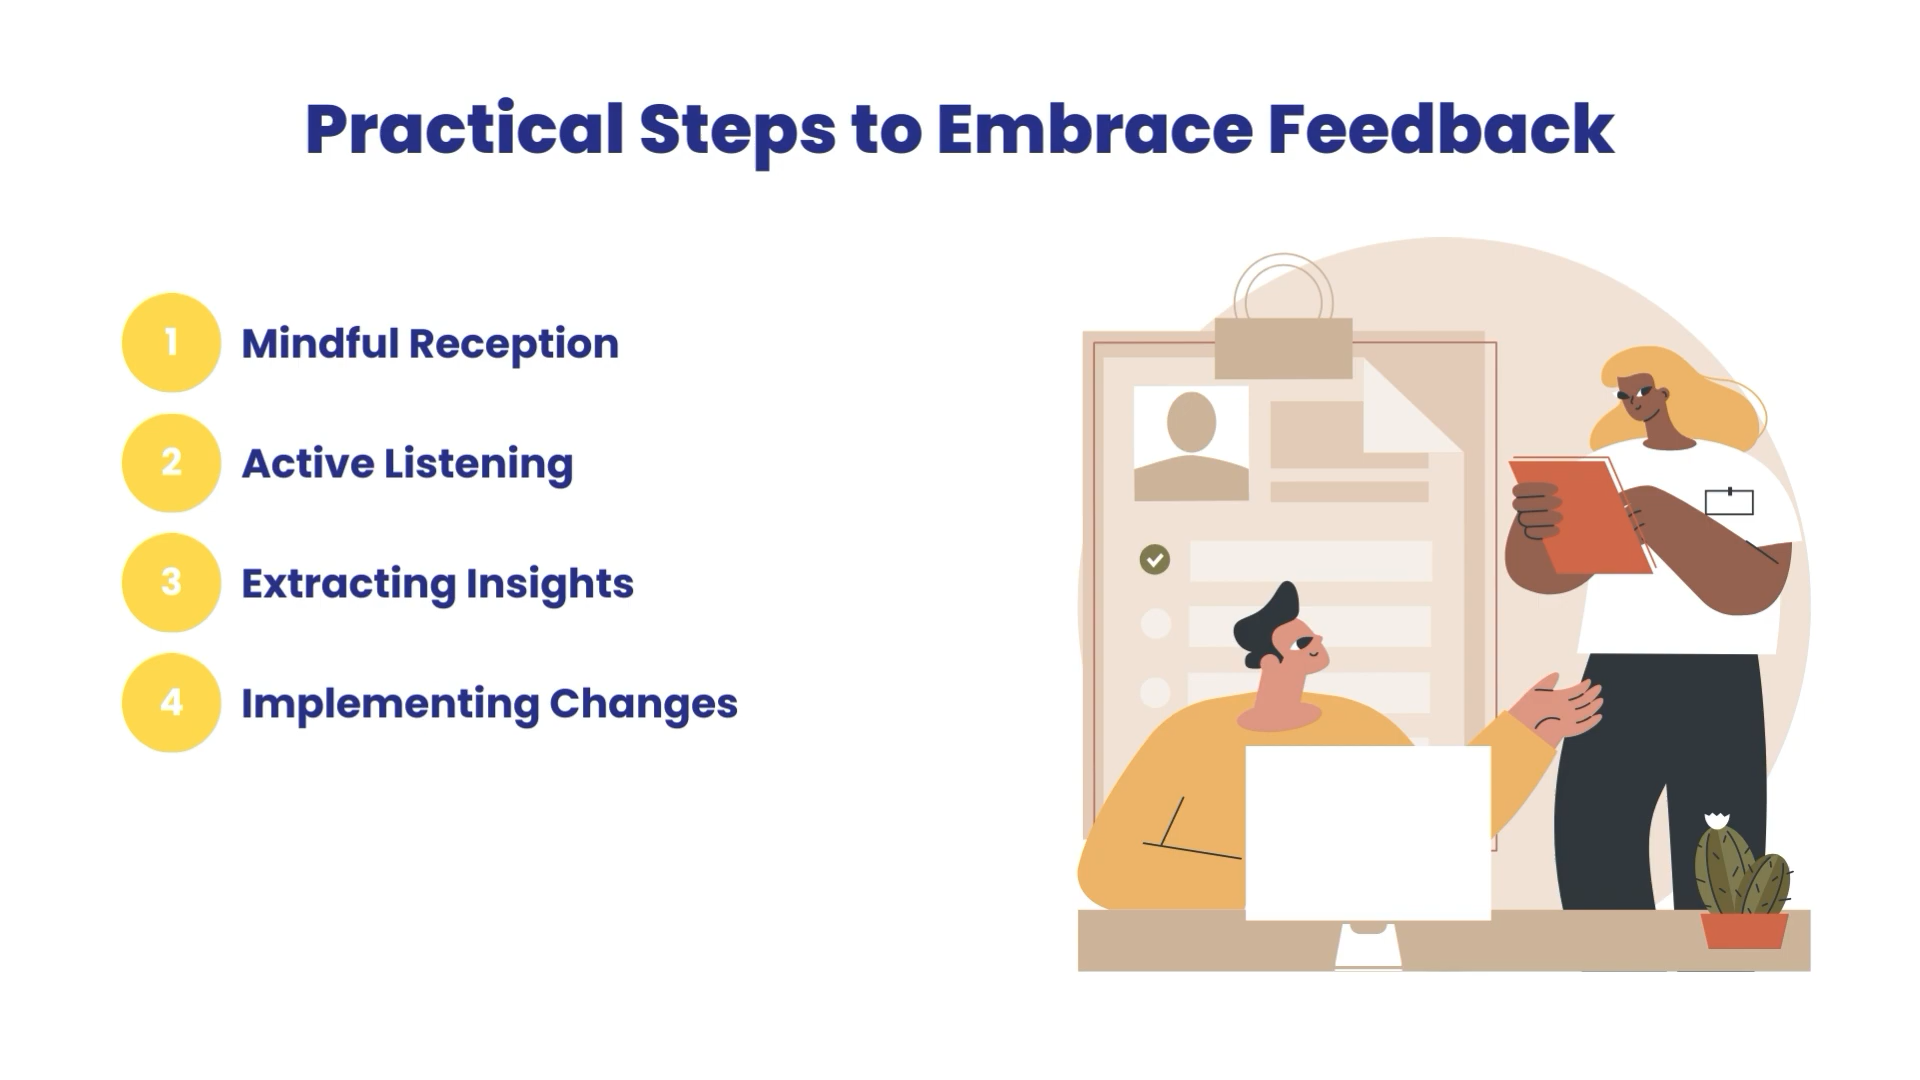 Practical Steps to Embrace Feedback
1 Mindful Reception
2 Active Listening
3 Extracting Insights
4 Implementing Changes